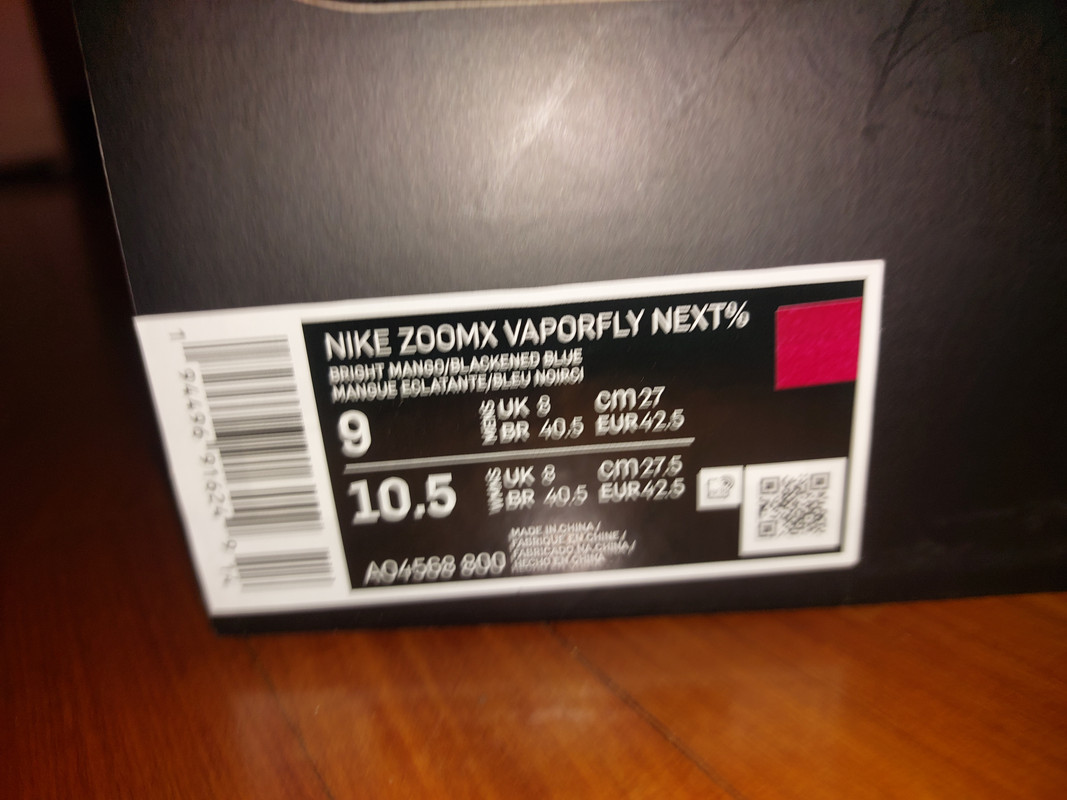 NIKE ZOOMX VAPORFLY NEXT%
BRIGHT MANGO/BLACKENED BLUE
MANGUE ECLATANTE/BLEU NOIRCI
9
MENS
UK 8
cm 27
BR 40.5
EUR 42.5
10.5
WMNS
UK 8
cm 27.5
BR 40.5
EUR 42.5
MADE IN CHINA/
FABRIQUE EN CHINE/
FABRICADO NA CHINA/
HECHO EN CHINA
AO4568 800